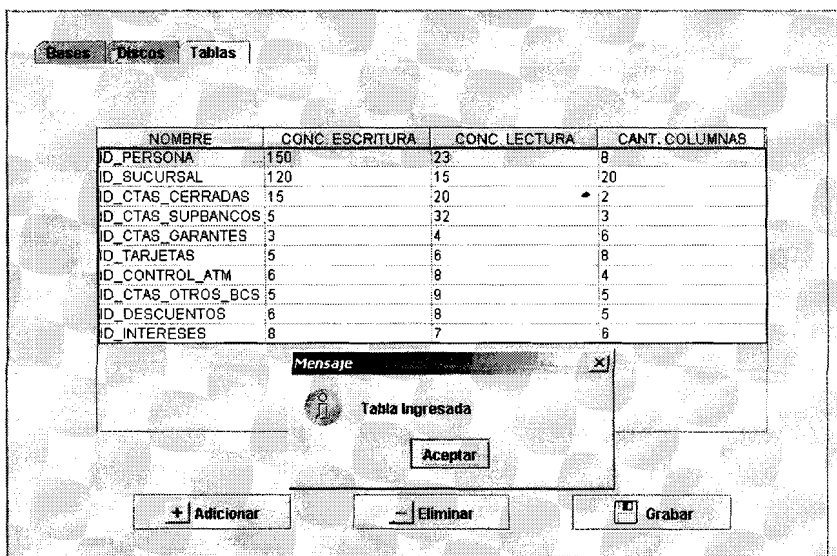 Bases Discos Tablas
NOMBRE CONC. ESCRITURA CONC. LECTURA CANT. COLUMNAS
ID_PERSONA ...150 23 8
ID_SUCURSAL 120 15 20
ID_CTAS_CERRADAS 15 20 2
ID_CTAS_SUPBANCOS 5 32 3
ID_CTAS_GARANTES 3 4 6
ID_TARJETAS 5 6 8
ID_CONTROL_ATM 6 8 4
ID_CTAS_OTROS_BCS 5 9 5
ID_DESCUENTOS 6 8 5
ID_INTERESES 8 7 6
Mensaje
Tabla Ingresada
Aceptar
Adicionar Eliminar Grabar